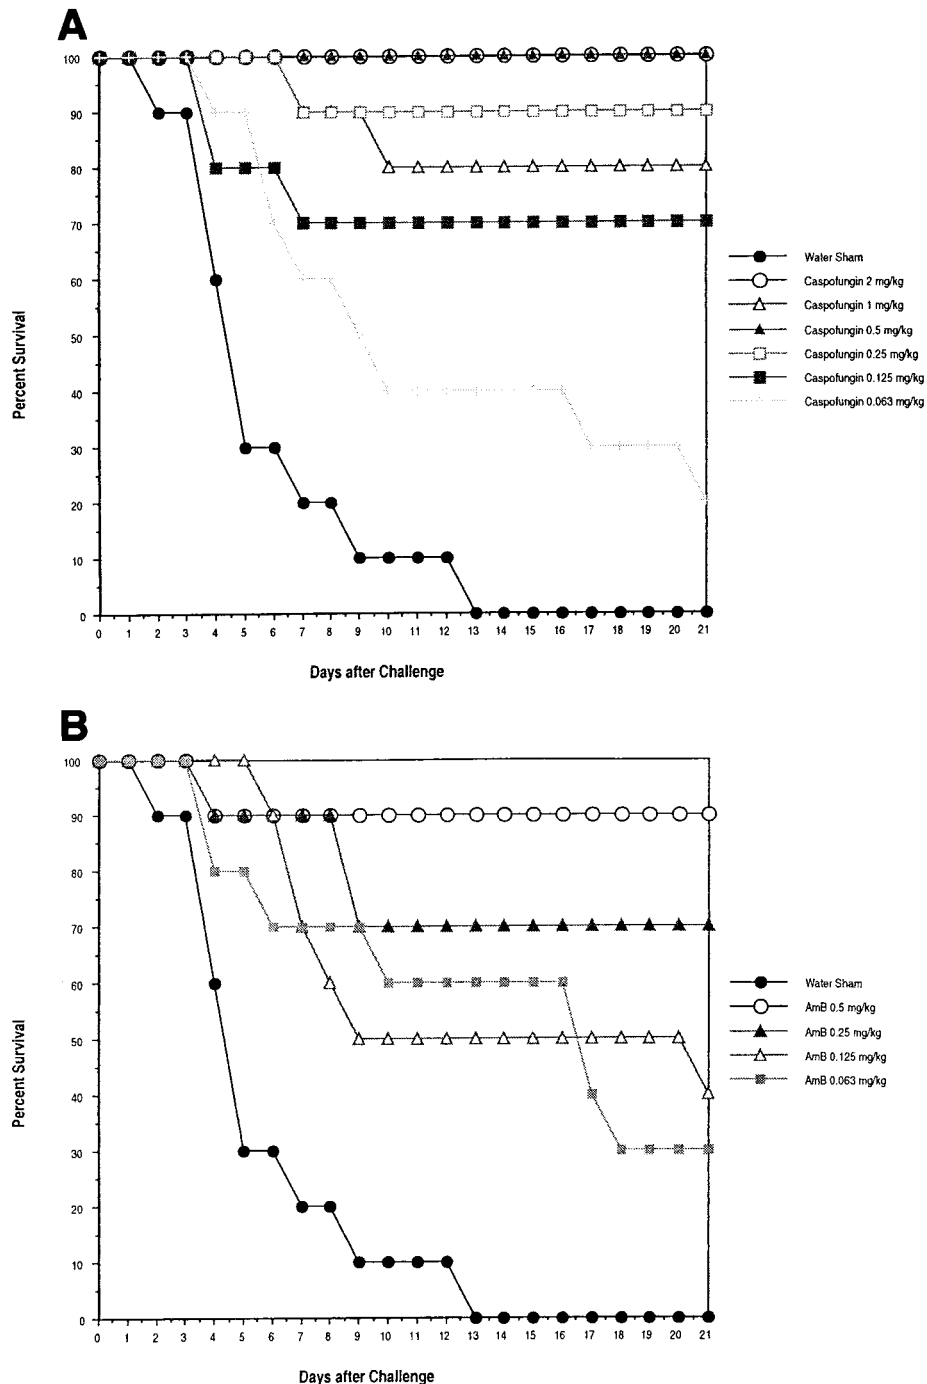 A
100
90
80
70
60
50
40
30
20
10
0
Percent Survival
0 1 2 3 4 5 6 7 8 9 10 11 12 13 14 15 16 17 18 19 20 21
Days after Challenge
Water Sham
Caspofungin 2 mg/kg
Caspofungin 1 mg/kg
Caspofungin 0.5 mg/kg
Caspofungin 0.25 mg/kg
Caspofungin 0.125 mg/kg
Caspofungin 0.063 mg/kg
B
100
90
80
70
60
50
40
30
20
10
0
Percent Survival
0 1 2 3 4 5 6 7 8 9 10 11 12 13 14 15 16 17 18 19 20 21
Days after Challenge
Water Sham
AmB 0.5 mg/kg
AmB 0.25 mg/kg
AmB 0.125 mg/kg
AmB 0.063 mg/kg